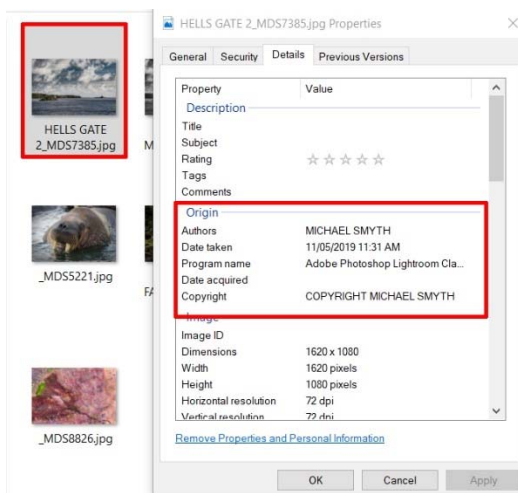 HELLS GATE 2_MDS7385.jpg Properties
General Security Details Previous Versions
Property Value
Description
Title
Subject
Rating
Tags
Comments
Origin
Authors MICHAEL SMYTH
Date taken 11/05/2019 11:31 AM
Program name Adobe Photoshop Lightroom Cla...
Date acquired
Copyright COPYRIGHT MICHAEL SMYTH
Image
Image ID
Dimensions 1620 x 1080
Width 1620 pixels
Height 1080 pixels
Horizontal resolution 72 dpi
Vertical resolution 72 dpi
Remove Properties and Personal Information
OK Cancel Apply
HELLS GATE
2_MDS7385.jpg
M
_MDS5221.jpg
FA
_MDS8826.jpg